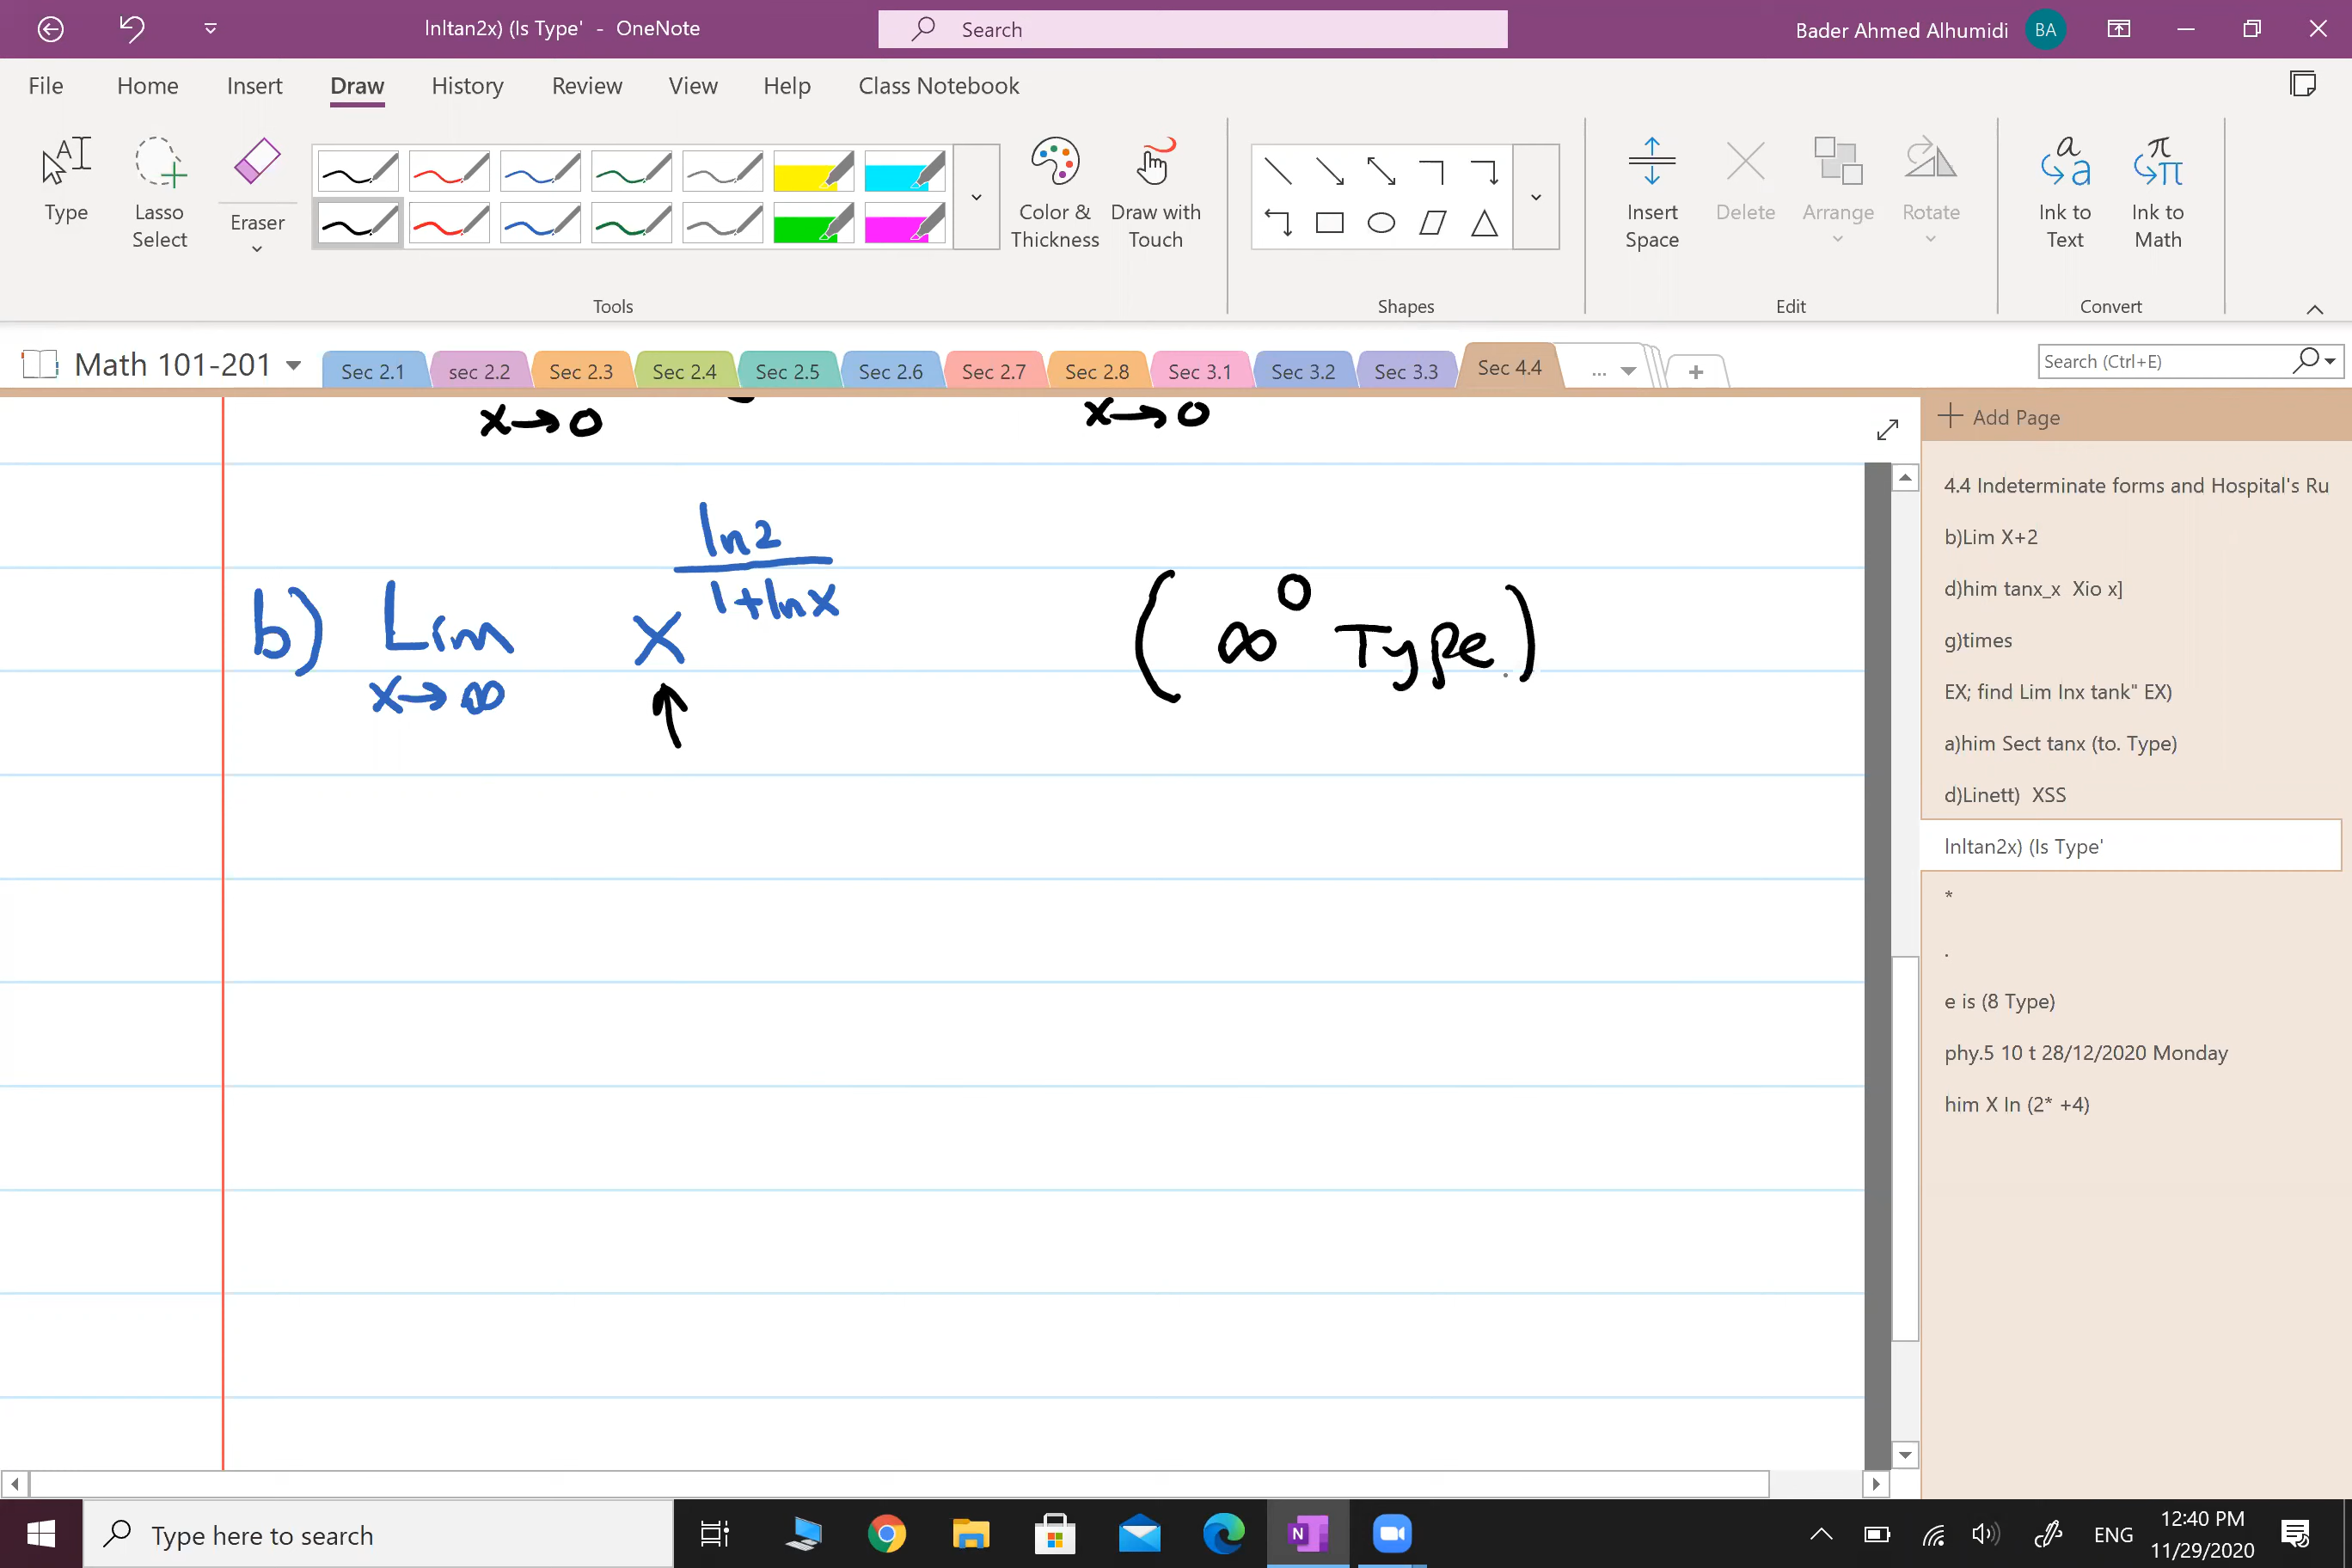 lnltan2x) (ls Type' - OneNote
Search
Bader Ahmed Alhumidi
BA
File Home Insert Draw History Review View Help Class Notebook
Type
Lasso Select
Eraser
Color & Thickness
Draw with Touch
Insert Space
Delete
Arrange
Rotate
Ink to Text
Ink to Math
Tools
Shapes
Edit
Convert
Math 101-201
Sec 2.1
sec 2.2
Sec 2.3
Sec 2.4
Sec 2.5
Sec 2.6
Sec 2.7
Sec 2.8
Sec 3.1
Sec 3.2
Sec 3.3
Sec 4.4
...
Search (Ctrl+E)
x→0 x→0
b) Lim x→∞ x^(ln2/(1+lnx)) (∞^0 Type)
Add Page
4.4 Indeterminate forms and Hospital's Ru
b)Lim X+2
d)him tanx_x Xio x]
g)times
EX; find Lim Inx tank" EX)
a)him Sect tanx (to. Type)
d)Linett) XSS
lnltan2x) (ls Type'
*
.
e is (8 Type)
phy.5 10 t 28/12/2020 Monday
him X ln (2* +4)
Type here to search
ENG
12:40 PM
11/29/2020